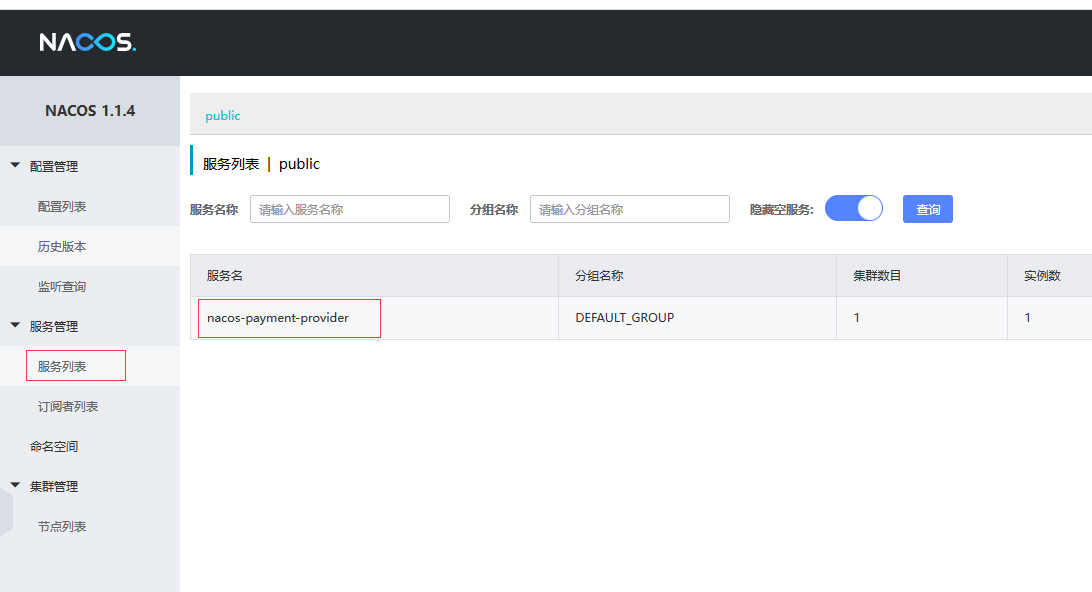 NACOS.
NACOS 1.1.4
配置管理
配置列表
历史版本
监听查询
服务管理
服务列表
订阅者列表
命名空间
集群管理
节点列表
public
服务列表 | public
服务名称 请输入服务名称 分组名称 请输入分组名称 隐藏空服务: 查询
服务名 分组名称 集群数目 实例数
nacos-payment-provider DEFAULT_GROUP 1 1